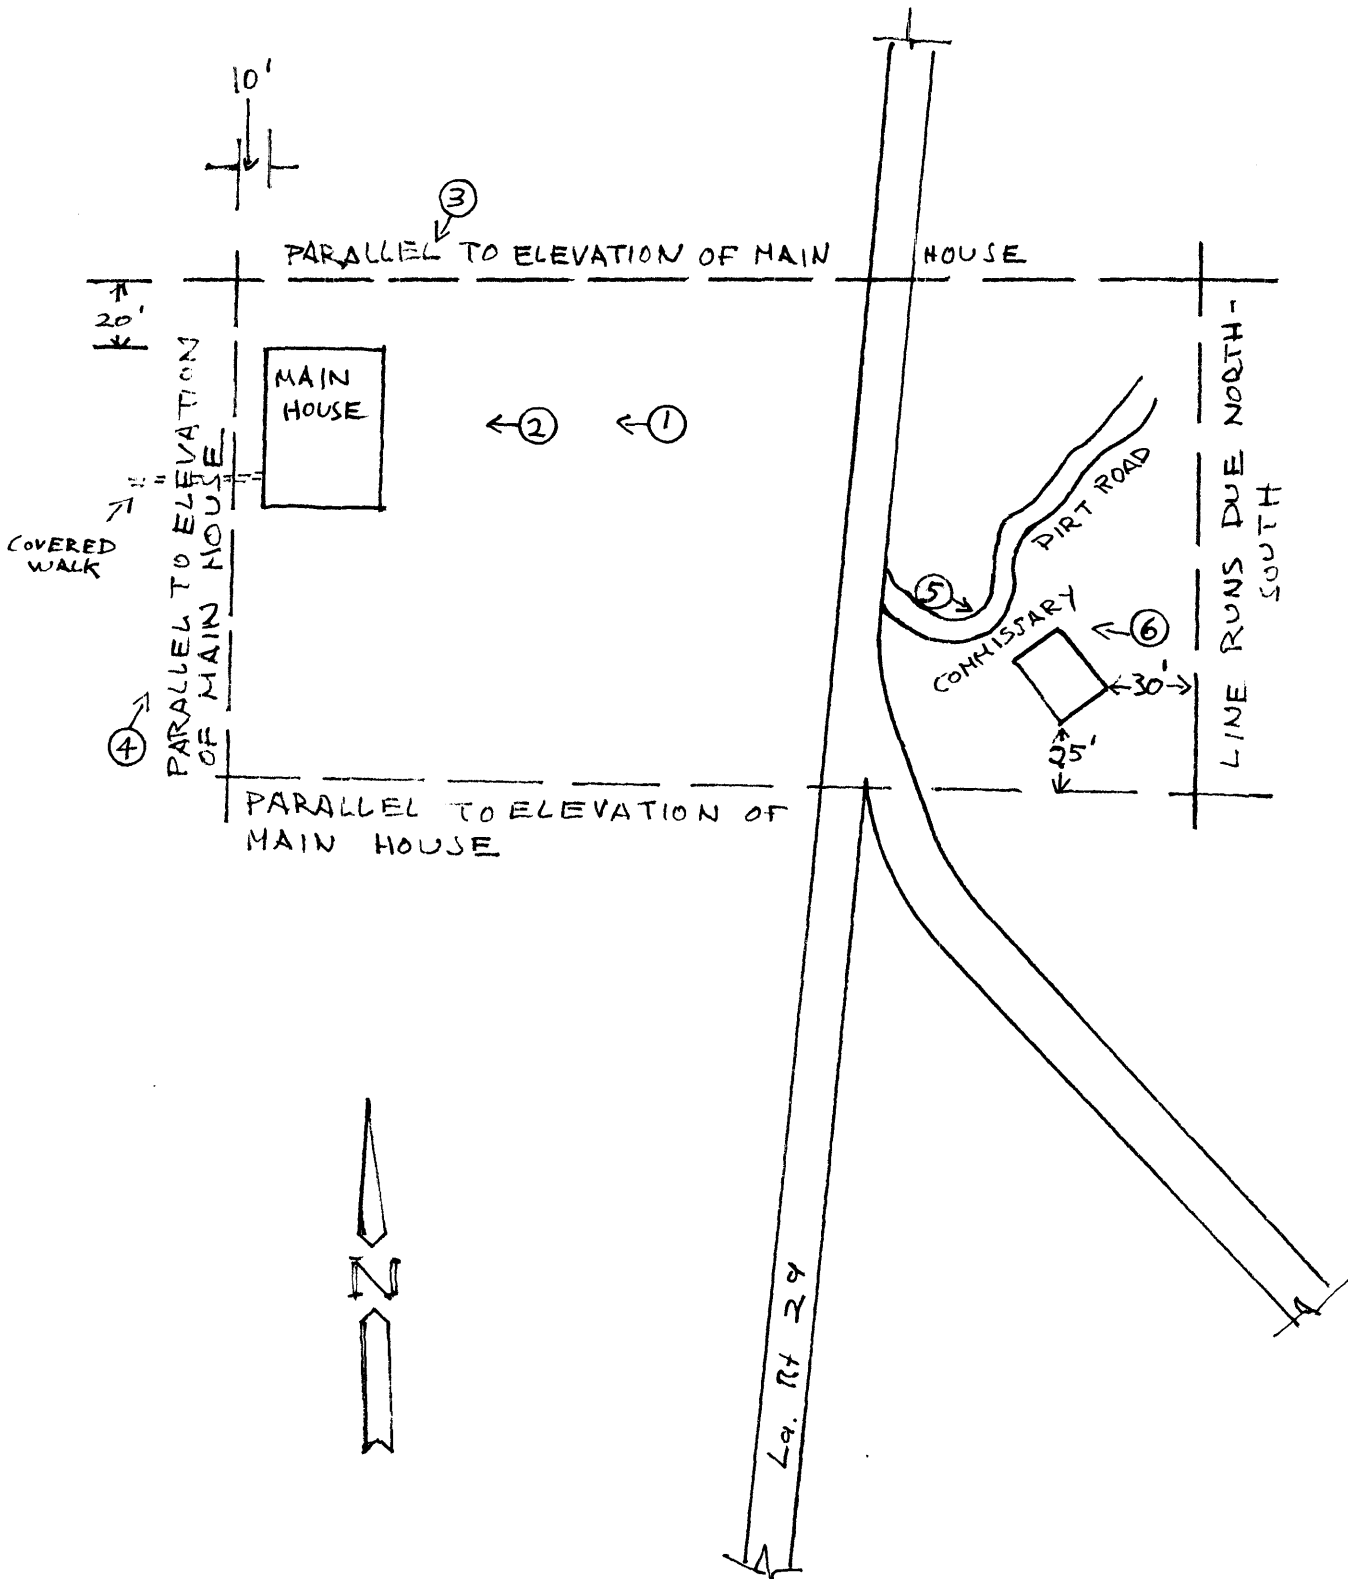 10'
3
PARALLEL TO ELEVATION OF MAIN HOUSE
20'
MAIN
HOUSE
2
1
PARALLEL TO ELEVATION
OF MAIN HOUSE
COVERED
WALK
4
LINE RUNS DUE NORTH-
SOUTH
DIRT ROAD
5
COMMISSARY
6
30'
25'
PARALLEL TO ELEVATION OF
MAIN HOUSE
N
La. Rt 29